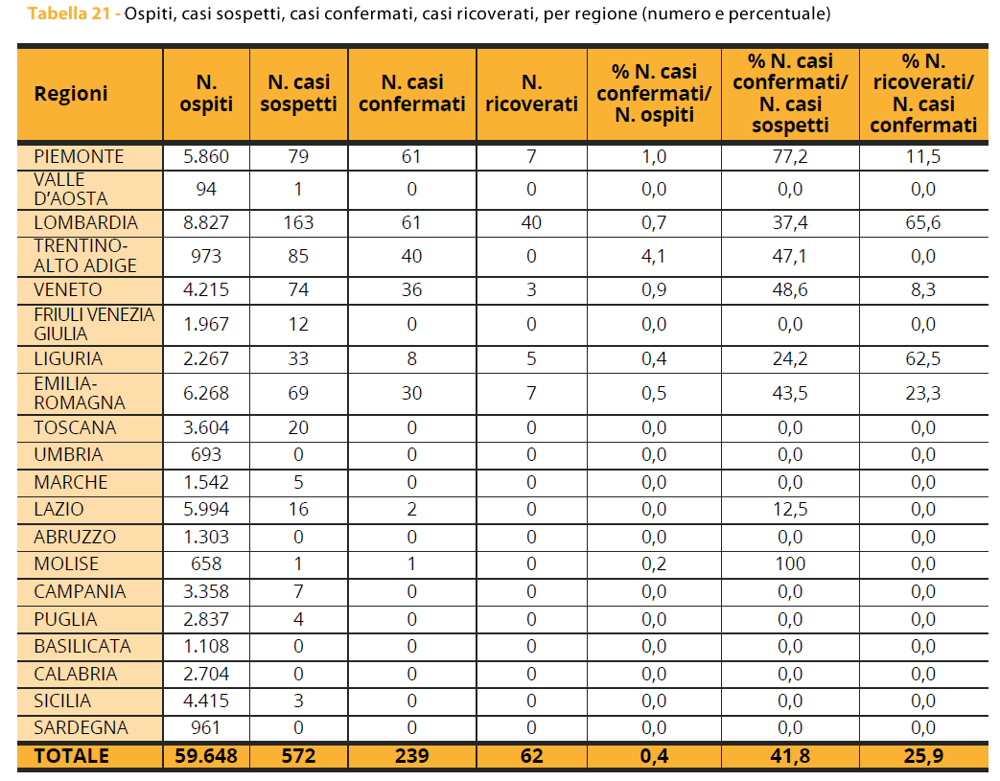 Tabella 21 - Ospiti, casi sospetti, casi confermati, casi ricoverati, per regione (numero e percentuale)
Regioni N. ospiti N. casi sospetti N. casi confermati N. ricoverati % N. casi confermati/ N. ospiti % N. casi confermati/ N. casi sospetti % N. ricoverati/ N. casi confermati
PIEMONTE 5.860 79 61 7 1,0 77,2 11,5
VALLE D'AOSTA 94 1 0 0 0,0 0,0 0,0
LOMBARDIA 8.827 163 61 40 0,7 37,4 65,6
TRENTINO-ALTO ADIGE 973 85 40 0 4,1 47,1 0,0
VENETO 4.215 74 36 3 0,9 48,6 8,3
FRIULI VENEZIA GIULIA 1.967 12 0 0 0,0 0,0 0,0
LIGURIA 2.267 33 8 5 0,4 24,2 62,5
EMILIA-ROMAGNA 6.268 69 30 7 0,5 43,5 23,3
TOSCANA 3.604 20 0 0 0,0 0,0 0,0
UMBRIA 693 0 0 0 0,0 0,0 0,0
MARCHE 1.542 5 0 0 0,0 0,0 0,0
LAZIO 5.994 16 2 0 0,0 12,5 0,0
ABRUZZO 1.303 0 0 0 0,0 0,0 0,0
MOLISE 658 1 1 0 0,2 100 0,0
CAMPANIA 3.358 7 0 0 0,0 0,0 0,0
PUGLIA 2.837 4 0 0 0,0 0,0 0,0
BASILICATA 1.108 0 0 0 0,0 0,0 0,0
CALABRIA 2.704 0 0 0 0,0 0,0 0,0
SICILIA 4.415 3 0 0 0,0 0,0 0,0
SARDEGNA 961 0 0 0 0,0 0,0 0,0
TOTALE 59.648 572 239 62 0,4 41,8 25,9